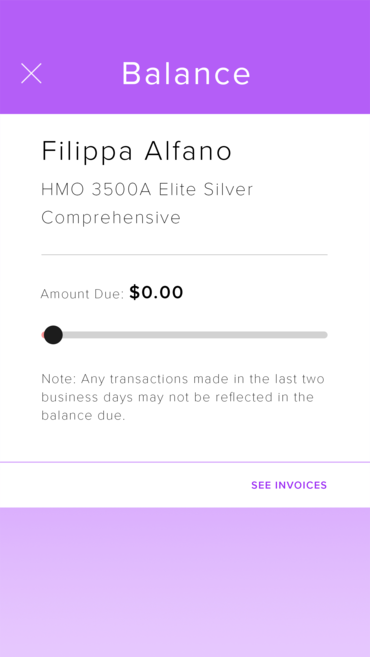 Balance
Filippa Alfano
HMO 3500A Elite Silver
Comprehensive
Amount Due: $0.00
Note: Any transactions made in the last two
business days may not be reflected in the
balance due.
SEE INVOICES